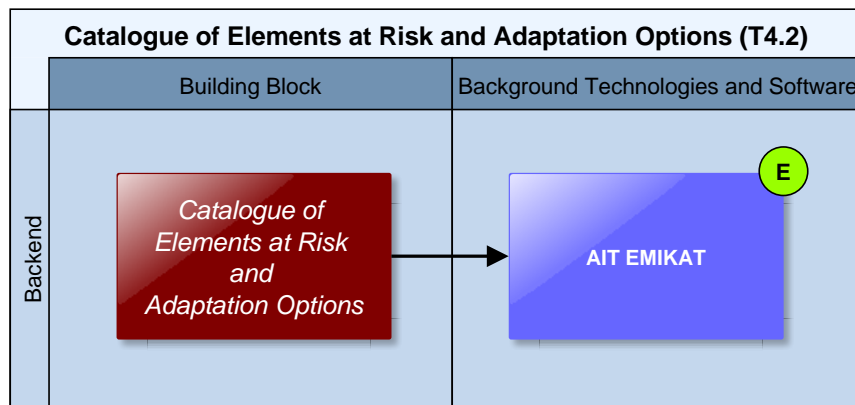 Catalogue of Elements at Risk and Adaptation Options (T4.2)
Building Block
Background Technologies and Software
Backend
Catalogue of
Elements at Risk
and
Adaptation Options
E
AIT EMIKAT